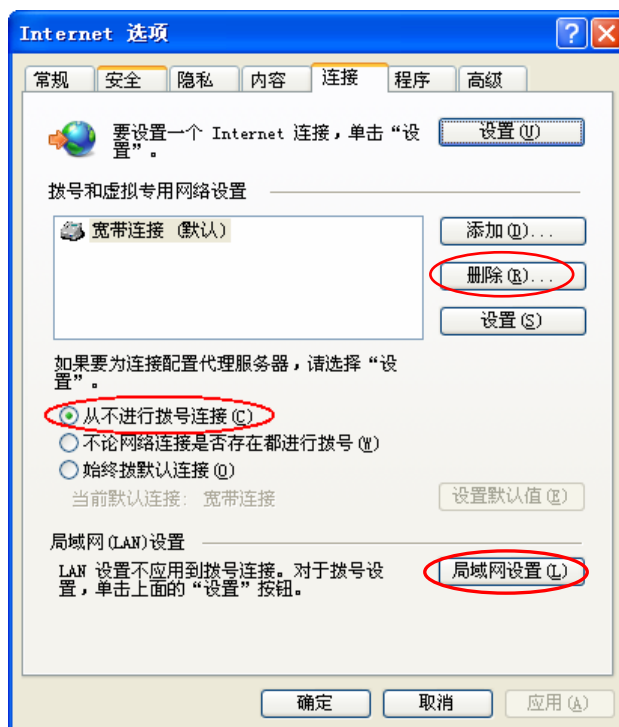 Internet 选项
常规 安全 隐私 内容 连接 程序 高级
要设置一个 Internet 连接，单击“设
置”。
设置(U)
拨号和虚拟专用网络设置
宽带连接 (默认)
添加(D)...
删除(R)...
设置(S)
如果要为连接配置代理服务器，请选择“设
置”。
从不进行拨号连接(C)
不论网络连接是否存在都进行拨号(W)
始终拨默认连接(O)
当前默认连接: 宽带连接
设置默认值(E)
局域网(LAN)设置
LAN 设置不应用到拨号连接。对于拨号设
置，单击上面的“设置”按钮。
局域网设置(L)
确定 取消 应用(A)